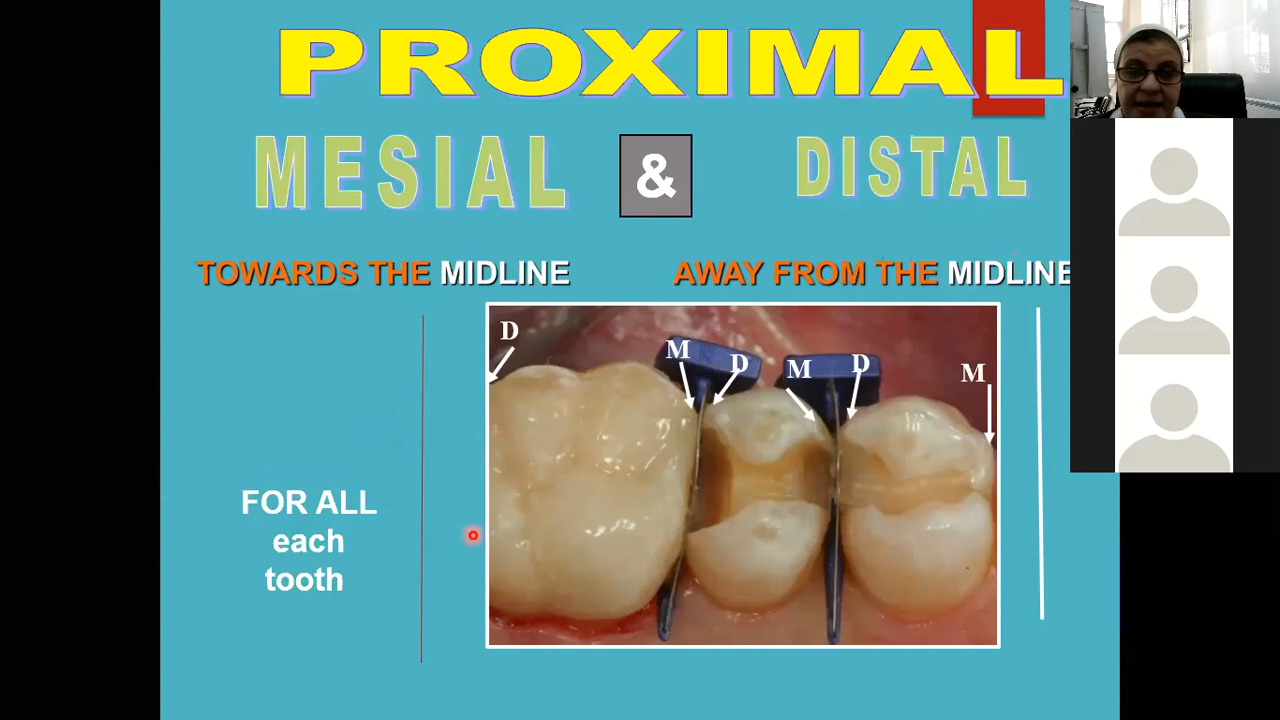 PROXIMAL
MESIAL & DISTAL
TOWARDS THE MIDLINE
AWAY FROM THE MIDLINE
D
M
D
M
D
M
FOR ALL
each
tooth